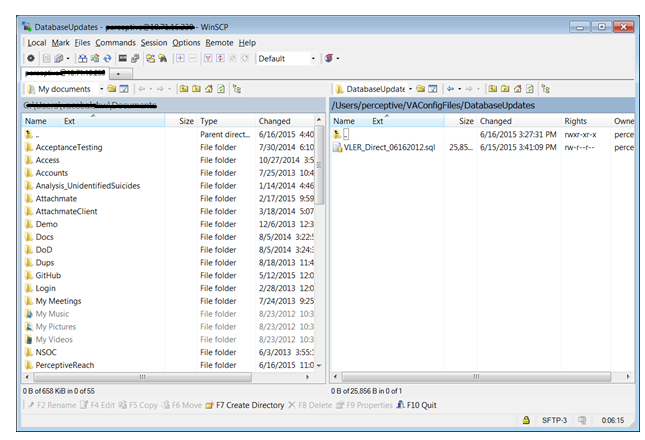 DatabaseUpdates - - WinSCP
Local Mark Files Commands Session Options Remote Help
Default
+
My documents
DatabaseUpdate
/Users/perceptive/VAConfigFiles/DatabaseUpdates
Name Ext Size Type Changed
Name Ext Size Changed Rights Owne
.. Parent direct... 6/16/2015 4:40
AcceptanceTesting File folder 7/30/2014 6:10
Access File folder 10/27/2014 3:5
Accounts File folder 7/25/2013 10:4
Analysis_UnidentifiedSuicides File folder 1/14/2014 4:46
Attachmate File folder 2/17/2015 9:59
AttachmateClient File folder 3/18/2014 5:07
Demo File folder 12/6/2013 12:3
Docs File folder 8/5/2014 3:22:5
DoD File folder 8/5/2014 3:24:3
Dups File folder 8/18/2013 11:4
GitHub File folder 5/12/2015 12:0
Login File folder 2/28/2013 12:0
My Meetings File folder 7/24/2013 9:25
My Music File folder 8/23/2012 10:3
My Pictures File folder 8/23/2012 10:3
My Videos File folder 8/23/2012 10:3
NSOC File folder 6/3/2013 3:55:1
PerceptiveReach File folder 6/16/2015 11:0
.. 6/16/2015 3:27:31 PM rwxr-xr-x perce
VLER_Direct_06162012.sql 25,85... 6/15/2015 3:41:09 PM rw-r--r-- perce
0 B of 658 KiB in 0 of 55
0 B of 25,856 B in 0 of 1
F2 Rename F4 Edit F5 Copy F6 Move F7 Create Directory F8 Delete F9 Properties F10 Quit
SFTP-3 0:06:15